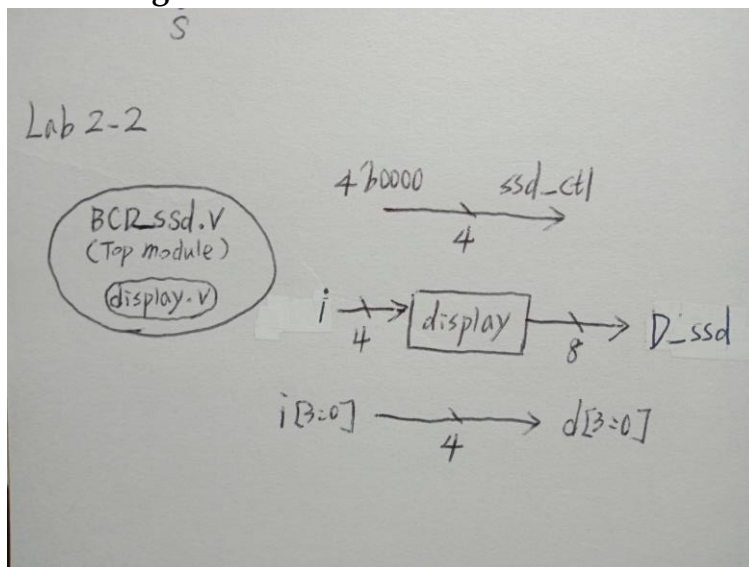 S
Lab 2-2
BCD_ssd.v
(Top module)
display.v
4'b0000 ssd_ctl
4
i 4 display 8 D_ssd
i[3:0] d[3:0]
4